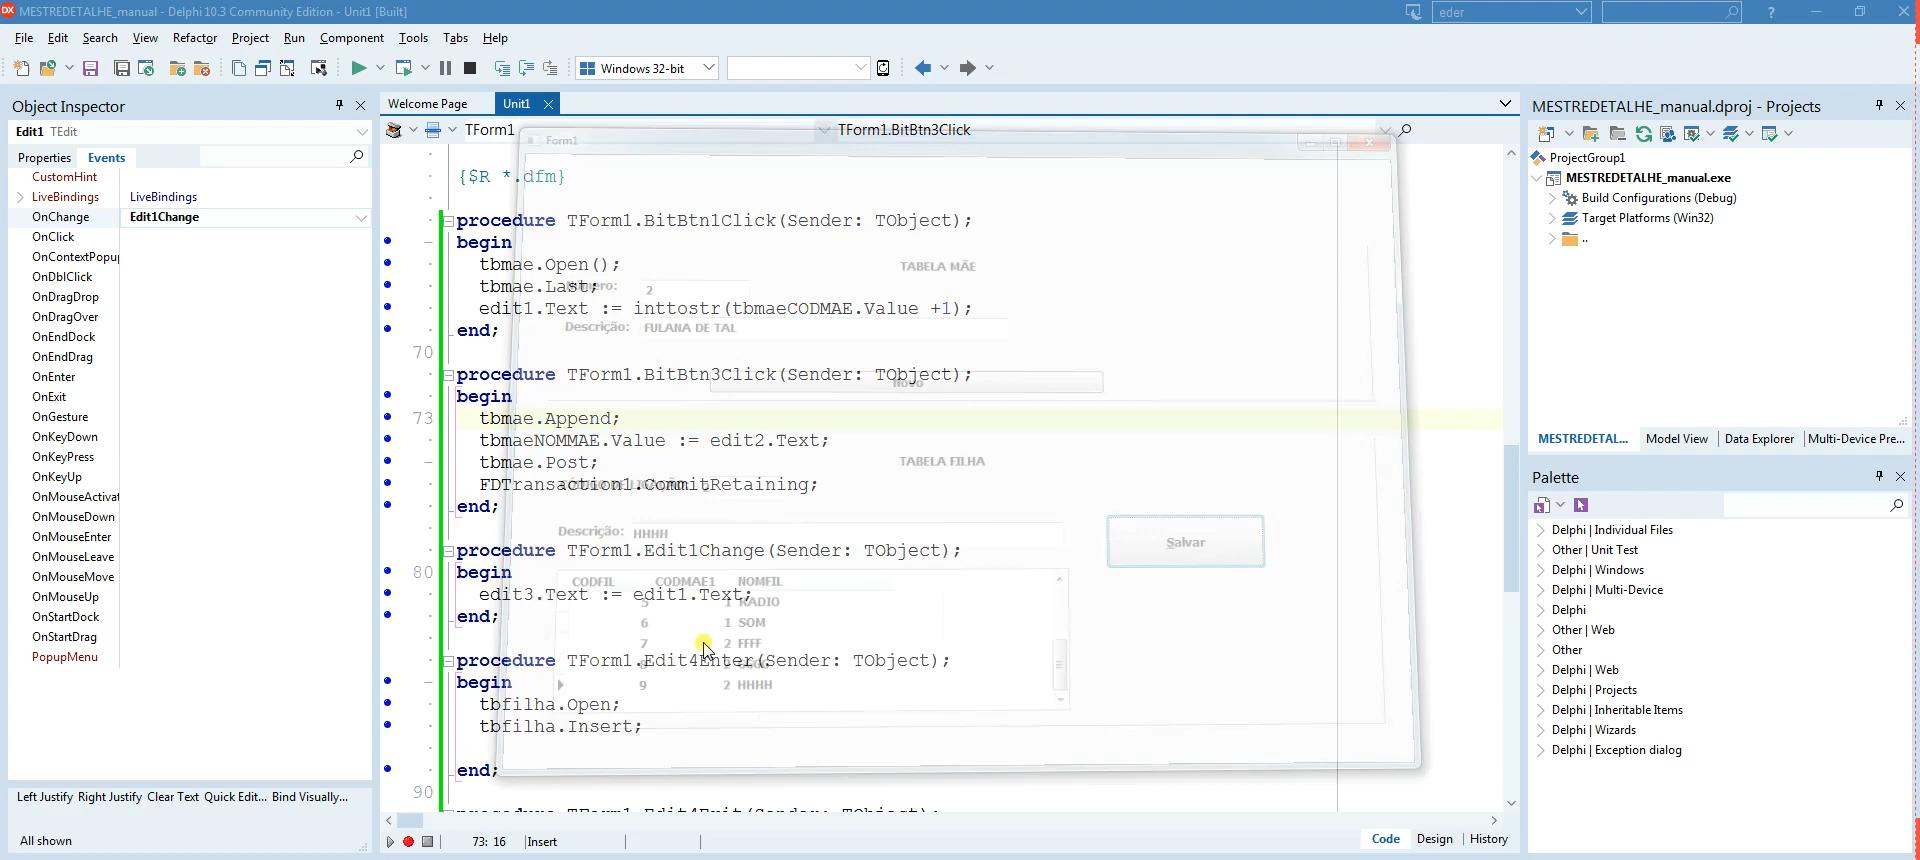 MESTREDETALHE_manual - Delphi 10.3 Community Edition - Unit1 [Built]
eder
File Edit Search View Refactor Project Run Component Tools Tabs Help
Windows 32-bit
Object Inspector
Edit1 TEdit
Properties Events
CustomHint
LiveBindings LiveBindings
OnChange Edit1Change
OnClick
OnContextPopup
OnDblClick
OnDragDrop
OnDragOver
OnEndDock
OnEndDrag
OnEnter
OnExit
OnGesture
OnKeyDown
OnKeyPress
OnKeyUp
OnMouseActivat
OnMouseDown
OnMouseEnter
OnMouseLeave
OnMouseMove
OnMouseUp
OnStartDock
OnStartDrag
PopupMenu
Left Justify Right Justify Clear Text Quick Edit... Bind Visually...
All shown
Welcome Page Unit1
TForm1 TForm1.BitBtn3Click
Form1
{$R *.dfm}
procedure TForm1.BitBtn1Click(Sender: TObject);
begin
tbmae.Open();
TABELA MÃE
tbmae.Last;
2
edit1.Text := inttostr(tbmaeCODMAE.Value +1);
Descrição: FULANA DE TAL
end;
70
procedure TForm1.BitBtn3Click(Sender: TObject);
Novo
begin
73 tbmae.Append;
tbmaeNOMMAE.Value := edit2.Text;
tbmae.Post;
TABELA FILHA
FDTransaction1.CommitRetaining;
end;
Descrição: HHHH
Salvar
procedure TForm1.Edit1Change(Sender: TObject);
80 begin
CODFIL CODMAE1 NOMFIL
edit3.Text := edit1.Text;
5 1 RADIO
end;
6 1 SOM
7 2 FFFF
procedure TForm1.Edit4Enter(Sender: TObject);
begin
9 2 HHHH
tbfilha.Open;
tbfilha.Insert;
end;
90
73: 16 Insert
Code Design History
MESTREDETALHE_manual.dproj - Projects
ProjectGroup1
MESTREDETALHE_manual.exe
Build Configurations (Debug)
Target Platforms (Win32)
..
MESTREDETAL... Model View Data Explorer Multi-Device Pre...
Palette
Delphi | Individual Files
Other | Unit Test
Delphi | Windows
Delphi | Multi-Device
Delphi
Other | Web
Other
Delphi | Web
Delphi | Projects
Delphi | Inheritable Items
Delphi | Wizards
Delphi | Exception dialog